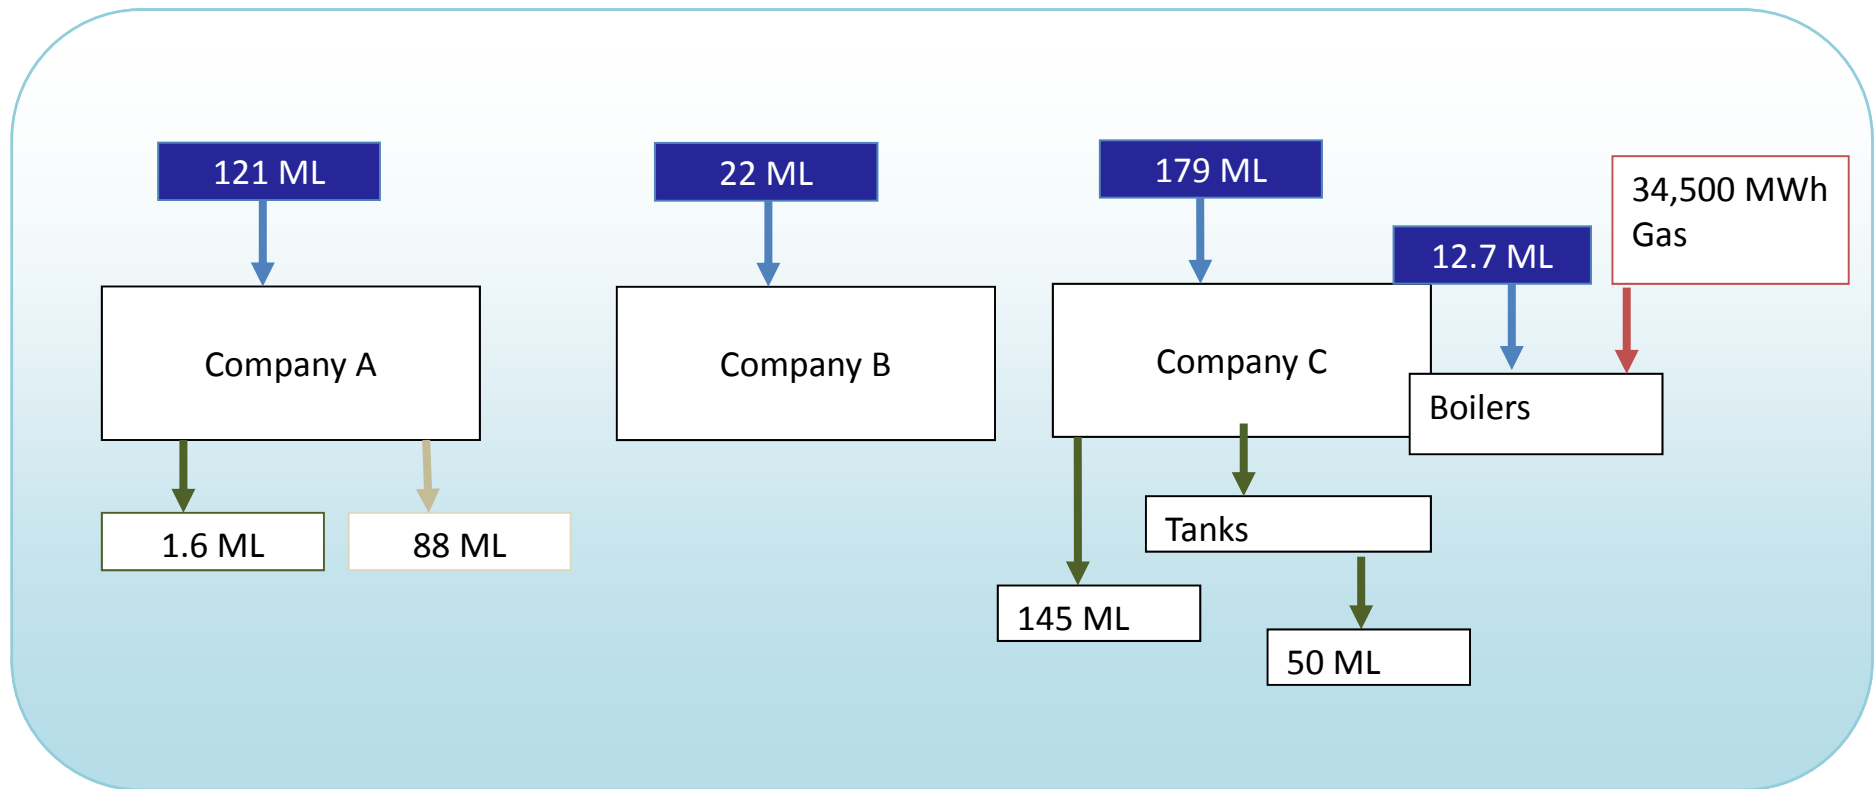 121 ML
22 ML
179 ML
34,500 MWh
Gas
12.7 ML
Company A
Company B
Company C
Boilers
1.6 ML
88 ML
Tanks
145 ML
50 ML